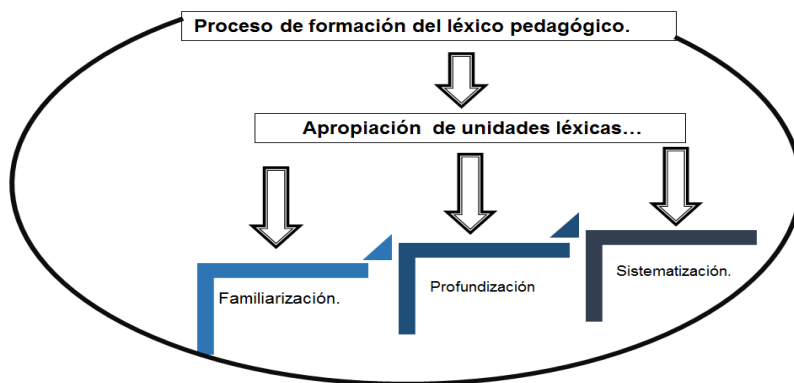 Proceso de formación del léxico pedagógico.
Apropiación de unidades léxicas...
Familiarización.
Profundización
Sistematización.